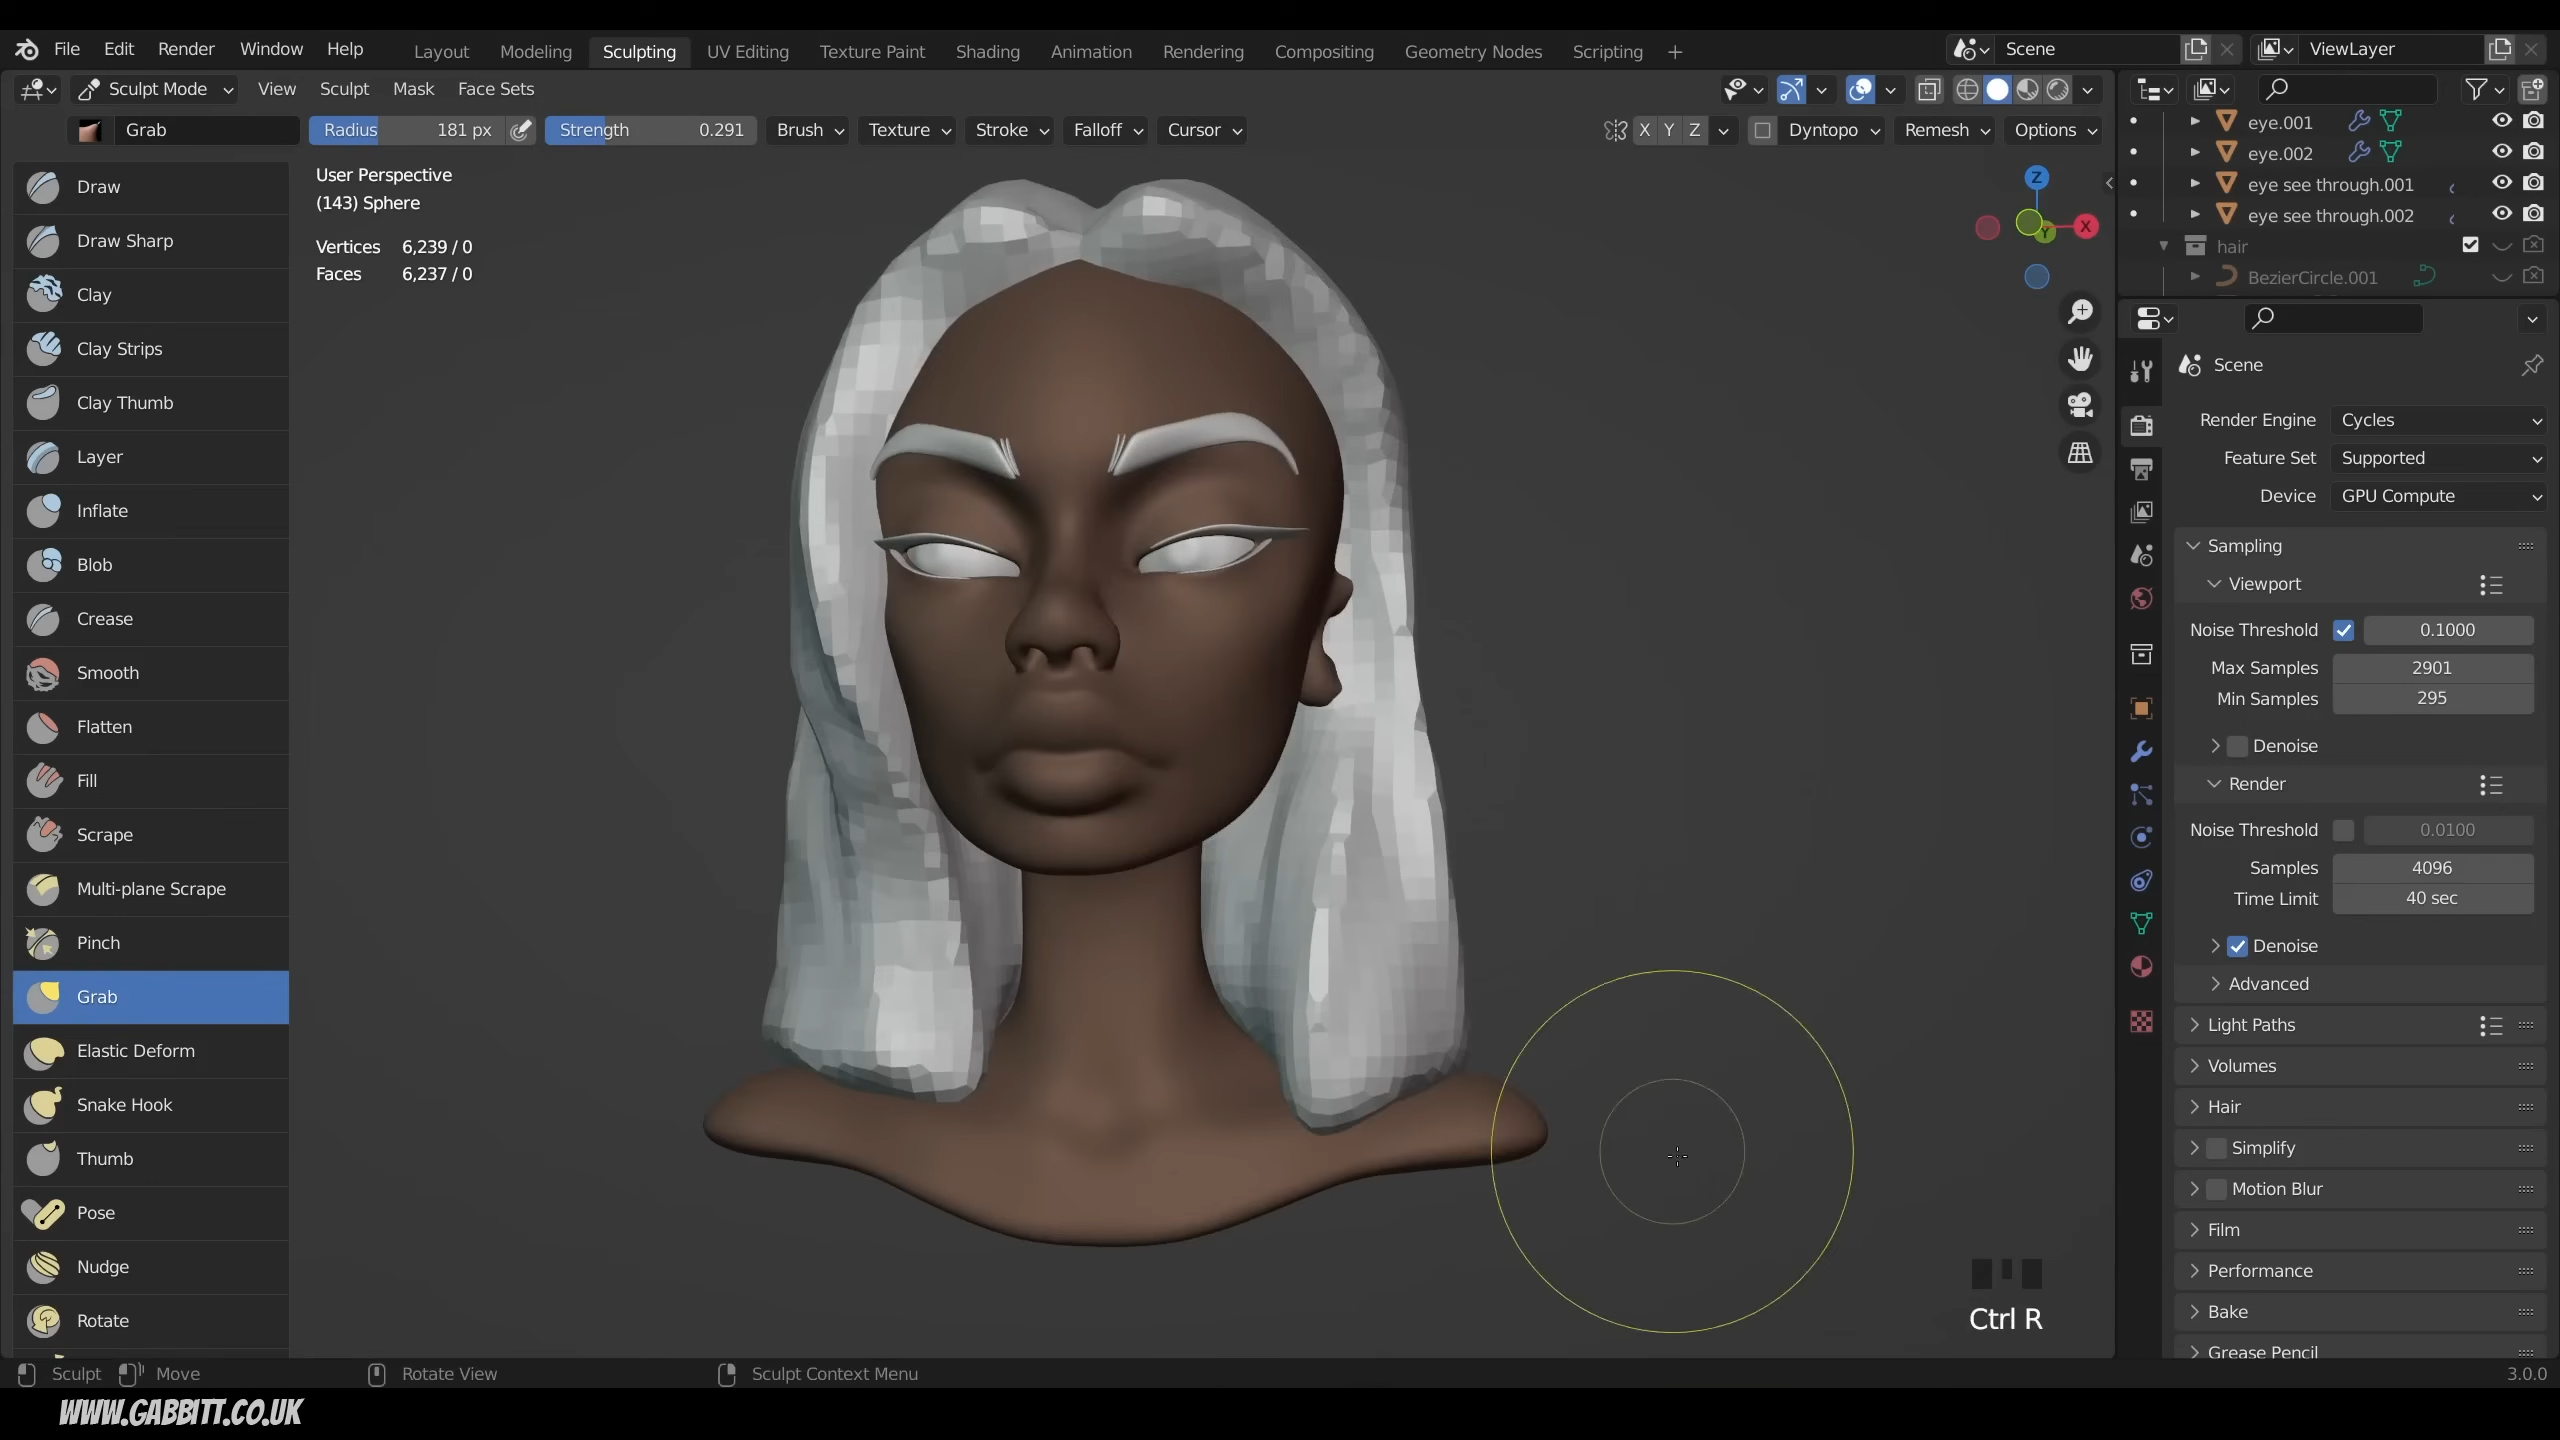 File Edit Render Window Help Layout Modeling Sculpting UV Editing Texture Paint Shading Animation Rendering Compositing Geometry Nodes Scripting + Scene ViewLayer
Sculpt Mode View Sculpt Mask Face Sets
Grab Radius 181 px Strength 0.291 Brush Texture Stroke Falloff Cursor X Y Z Dyntopo Remesh Options
User Perspective
(143) Sphere
Vertices 6,239 / 0
Faces 6,237 / 0
Draw
Draw Sharp
Clay
Clay Strips
Clay Thumb
Layer
Inflate
Blob
Crease
Smooth
Flatten
Fill
Scrape
Multi-plane Scrape
Pinch
Grab
Elastic Deform
Snake Hook
Thumb
Pose
Nudge
Rotate
Z
Y
X
Ctrl R
eye.001
eye.002
eye see through.001
eye see through.002
hair
BezierCircle.001
Scene
Render Engine Cycles
Feature Set Supported
Device GPU Compute
Sampling
Viewport
Noise Threshold 0.1000
Max Samples 2901
Min Samples 295
Denoise
Render
Noise Threshold 0.0100
Samples 4096
Time Limit 40 sec
Denoise
Advanced
Light Paths
Volumes
Hair
Simplify
Motion Blur
Film
Performance
Bake
Grease Pencil
Sculpt Move Rotate View Sculpt Context Menu 3.0.0
WWW.GABBITT.CO.UK